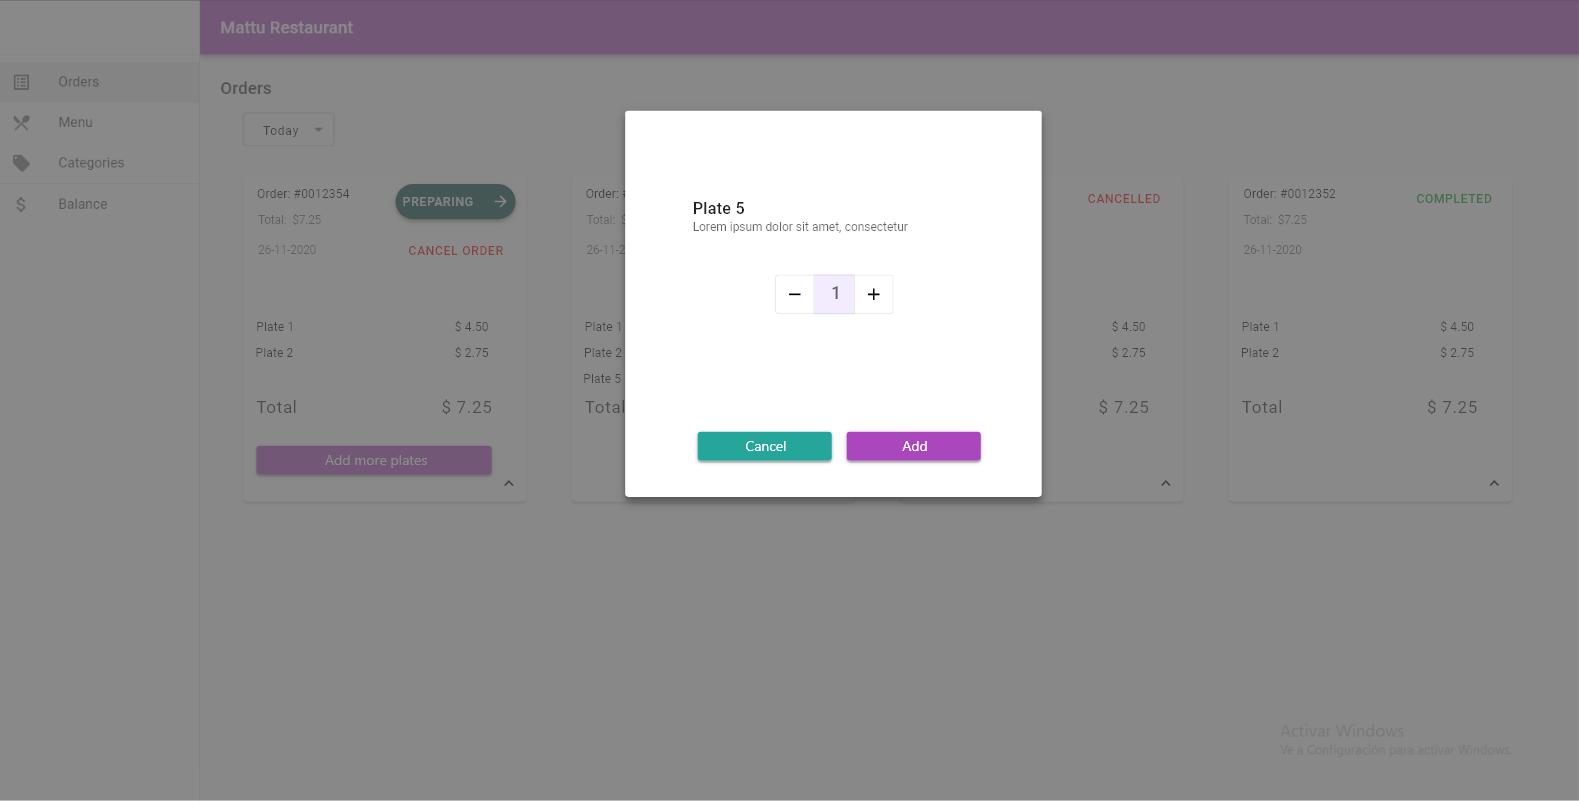 Mattu Restaurant
Orders
Menu
Categories
Balance
Orders
Today
Order: #0012354
PREPARING
Total: $7.25
26-11-2020
CANCEL ORDER
Plate 1 $ 4.50
Plate 2 $ 2.75
Total $ 7.25
Add more plates
Order:
Total:
26-11-2
Plate 1
Plate 2
Plate 5
Total
Plate 5
Lorem ipsum dolor sit amet, consectetur
1
Cancel
Add
CANCELLED
$ 4.50
$ 2.75
$ 7.25
Order: #0012352
COMPLETED
Total: $7.25
26-11-2020
Plate 1 $ 4.50
Plate 2 $ 2.75
Total $ 7.25
Activar Windows
Ve a Configuración para activar Windows.